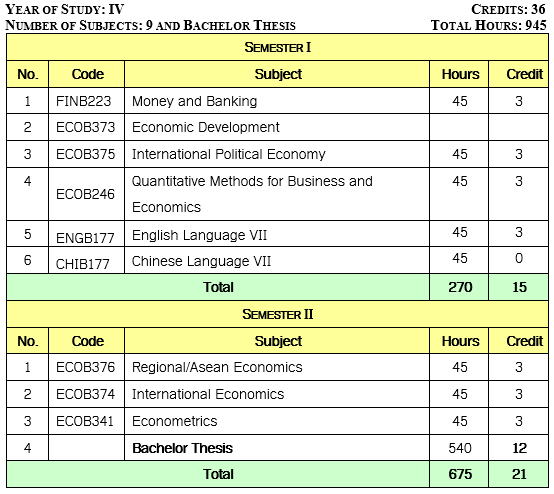 YEAR OF STUDY: IV CREDITS: 36
NUMBER OF SUBJECTS: 9 AND BACHELOR THESIS TOTAL HOURS: 945
SEMESTER I
No. Code Subject Hours Credit
1 FINB223 Money and Banking 45 3
2 ECOB373 Economic Development
3 ECOB375 International Political Economy 45 3
4 ECOB246 Quantitative Methods for Business and 45 3
Economics
5 ENGB177 English Language VII 45 3
6 CHIB177 Chinese Language VII 45 0
Total 270 15
SEMESTER II
No. Code Subject Hours Credit
1 ECOB376 Regional/Asean Economics 45 3
2 ECOB374 International Economics 45 3
3 ECOB341 Econometrics 45 3
4 Bachelor Thesis 540 12
Total 675 21